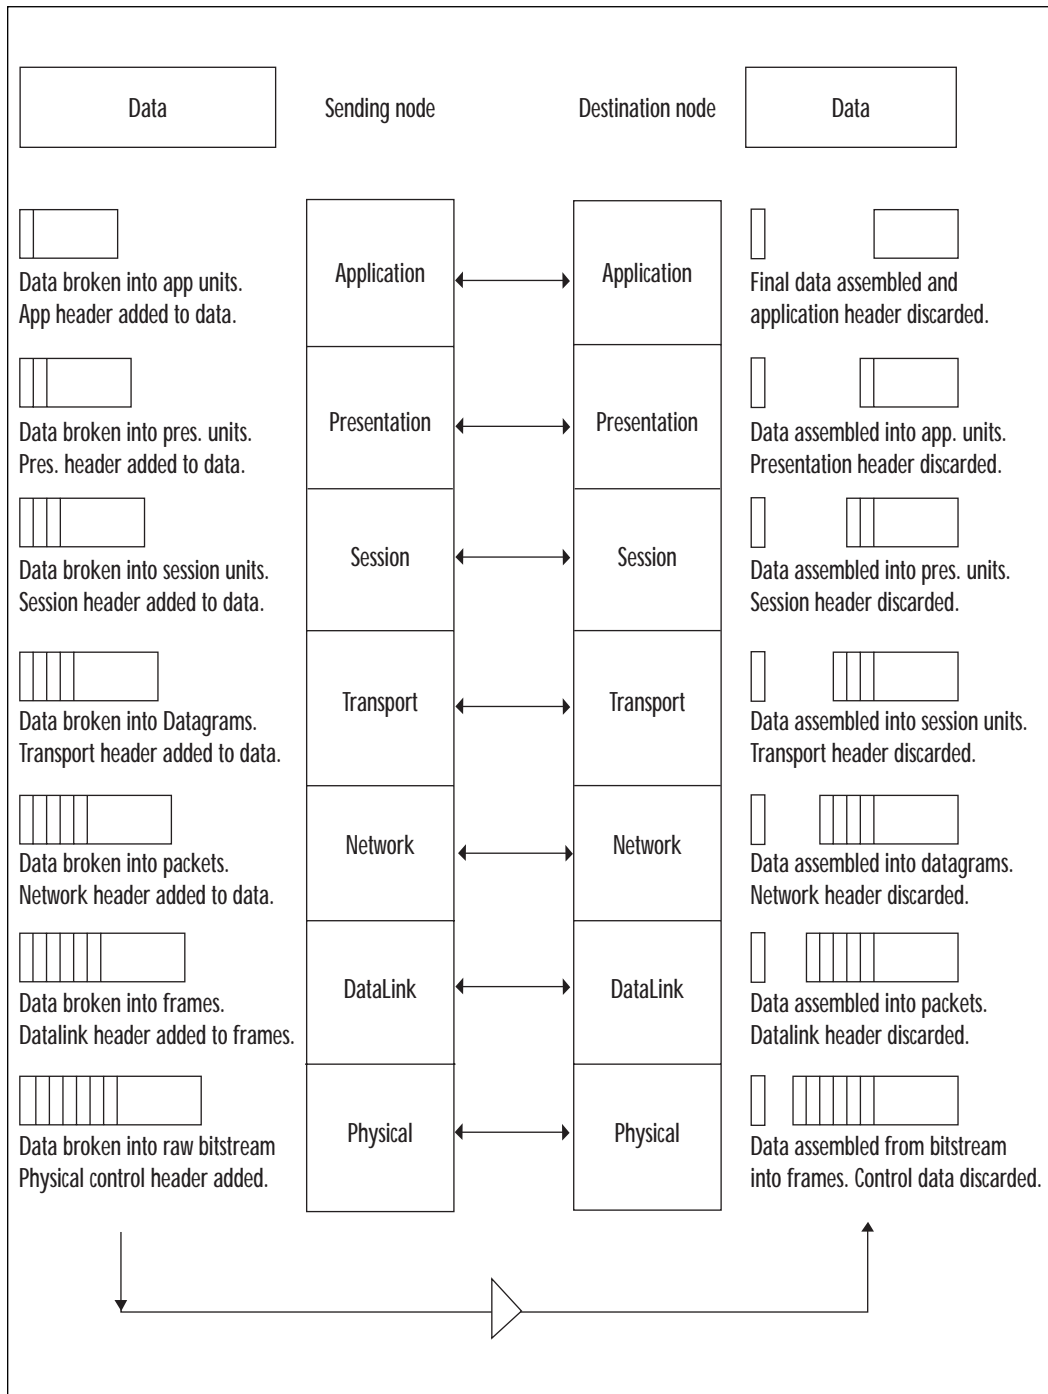 Data
Sending node
Destination node
Data
Data broken into app units.
App header added to data.
Application
Application
Final data assembled and
application header discarded.
Data broken into pres. units.
Pres. header added to data.
Presentation
Presentation
Data assembled into app. units.
Presentation header discarded.
Data broken into session units.
Session header added to data.
Session
Session
Data assembled into pres. units.
Session header discarded.
Data broken into Datagrams.
Transport header added to data.
Transport
Transport
Data assembled into session units.
Transport header discarded.
Data broken into packets.
Network header added to data.
Network
Network
Data assembled into datagrams.
Network header discarded.
Data broken into frames.
Datalink header added to frames.
DataLink
DataLink
Data assembled into packets.
Datalink header discarded.
Data broken into raw bitstream
Physical control header added.
Physical
Physical
Data assembled from bitstream
into frames. Control data discarded.